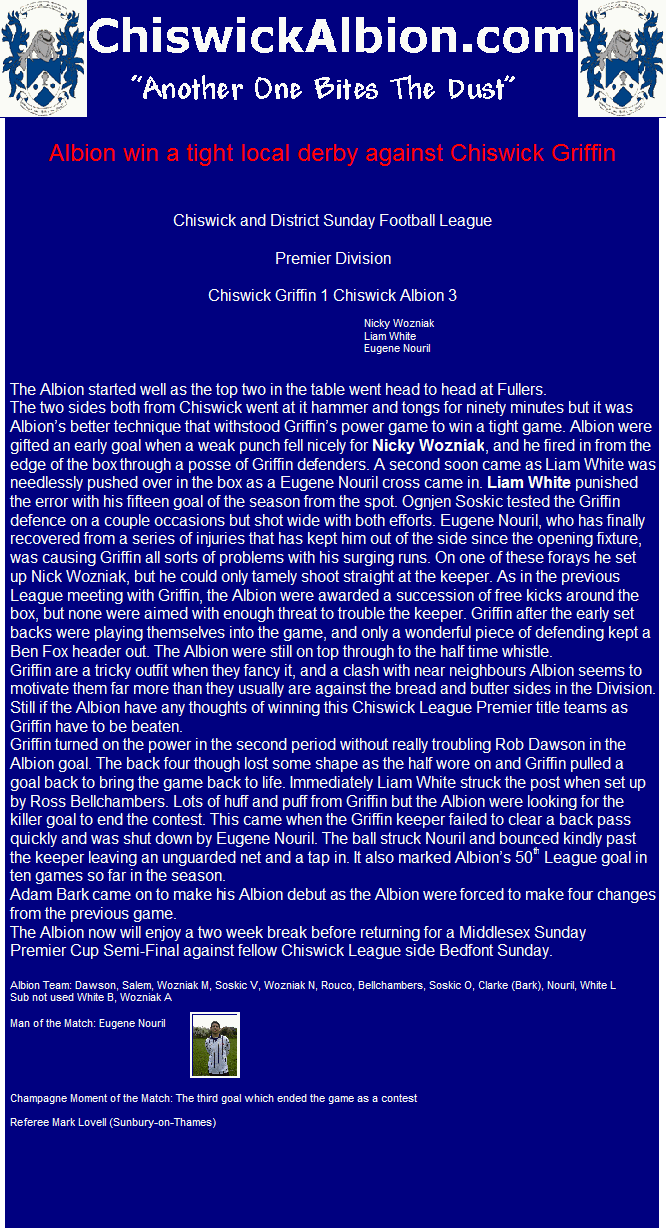 ChiswickAlbion.com
“Another One Bites The Dust”
Albion win a tight local derby against Chiswick Griffin
Chiswick and District Sunday Football League
Premier Division
Chiswick Griffin 1 Chiswick Albion 3
Nicky Wozniak
Liam White
Eugene Nouril
The Albion started well as the top two in the table went head to head at Fullers.
The two sides both from Chiswick went at it hammer and tongs for ninety minutes but it was
Albion’s better technique that withstood Griffin’s power game to win a tight game. Albion were
gifted an early goal when a weak punch fell nicely for Nicky Wozniak, and he fired in from the
edge of the box through a posse of Griffin defenders. A second soon came as Liam White was
needlessly pushed over in the box as a Eugene Nouril cross came in. Liam White punished
the error with his fifteen goal of the season from the spot. Ognjen Soskic tested the Griffin
defence on a couple occasions but shot wide with both efforts. Eugene Nouril, who has finally
recovered from a series of injuries that has kept him out of the side since the opening fixture,
was causing Griffin all sorts of problems with his surging runs. On one of these forays he set
up Nick Wozniak, but he could only tamely shoot straight at the keeper. As in the previous
League meeting with Griffin, the Albion were awarded a succession of free kicks around the
box, but none were aimed with enough threat to trouble the keeper. Griffin after the early set
backs were playing themselves into the game, and only a wonderful piece of defending kept a
Ben Fox header out. The Albion were still on top through to the half time whistle.
Griffin are a tricky outfit when they fancy it, and a clash with near neighbours Albion seems to
motivate them far more than they usually are against the bread and butter sides in the Division.
Still if the Albion have any thoughts of winning this Chiswick League Premier title teams as
Griffin have to be beaten.
Griffin turned on the power in the second period without really troubling Rob Dawson in the
Albion goal. The back four though lost some shape as the half wore on and Griffin pulled a
goal back to bring the game back to life. Immediately Liam White struck the post when set up
by Ross Bellchambers. Lots of huff and puff from Griffin but the Albion were looking for the
killer goal to end the contest. This came when the Griffin keeper failed to clear a back pass
quickly and was shut down by Eugene Nouril. The ball struck Nouril and bounced kindly past
the keeper leaving an unguarded net and a tap in. It also marked Albion’s 50th League goal in
ten games so far in the season.
Adam Bark came on to make his Albion debut as the Albion were forced to make four changes
from the previous game.
The Albion now will enjoy a two week break before returning for a Middlesex Sunday
Premier Cup Semi-Final against fellow Chiswick League side Bedfont Sunday.
Albion Team: Dawson, Salem, Wozniak M, Soskic V, Wozniak N, Rouco, Bellchambers, Soskic O, Clarke (Bark), Nouril, White L
Sub not used White B, Wozniak A
Man of the Match: Eugene Nouril
Champagne Moment of the Match: The third goal which ended the game as a contest
Referee Mark Lovell (Sunbury-on-Thames)